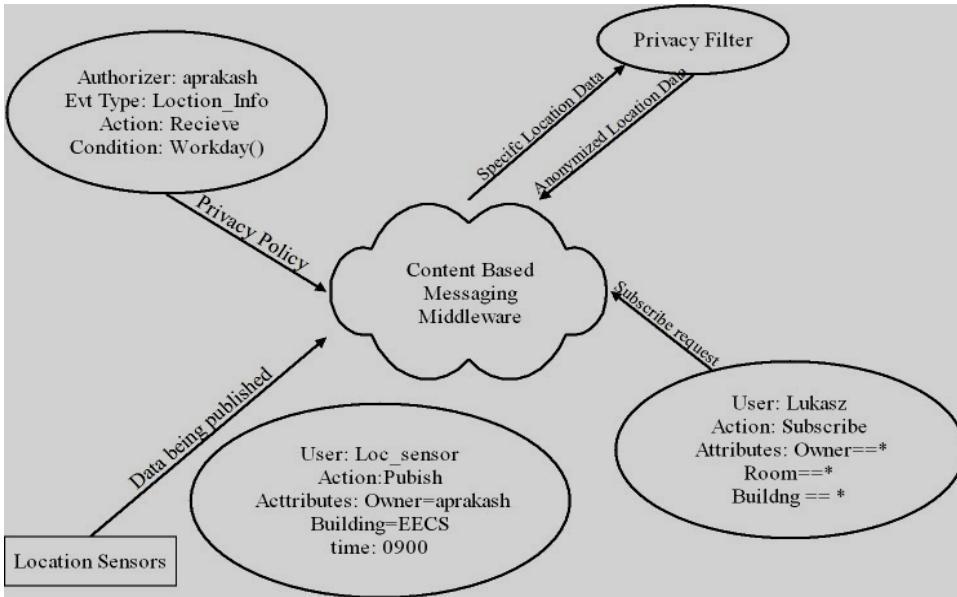 Privacy Filter
Authorizer: aprakash
Evt Type: Loction_Info
Action: Recieve
Condition: Workday()
Specifc Location Data
Anonymized Location Data
Privacy Policy
Content Based
Messaging
Middleware
Subscribe request
Data being published
User: Lukasz
Action: Subscribe
Attributes: Owner==*
Room==*
Buildng == *
User: Loc_sensor
Action:Pubish
Acttributes: Owner=aprakash
Building=EECS
time: 0900
Location Sensors